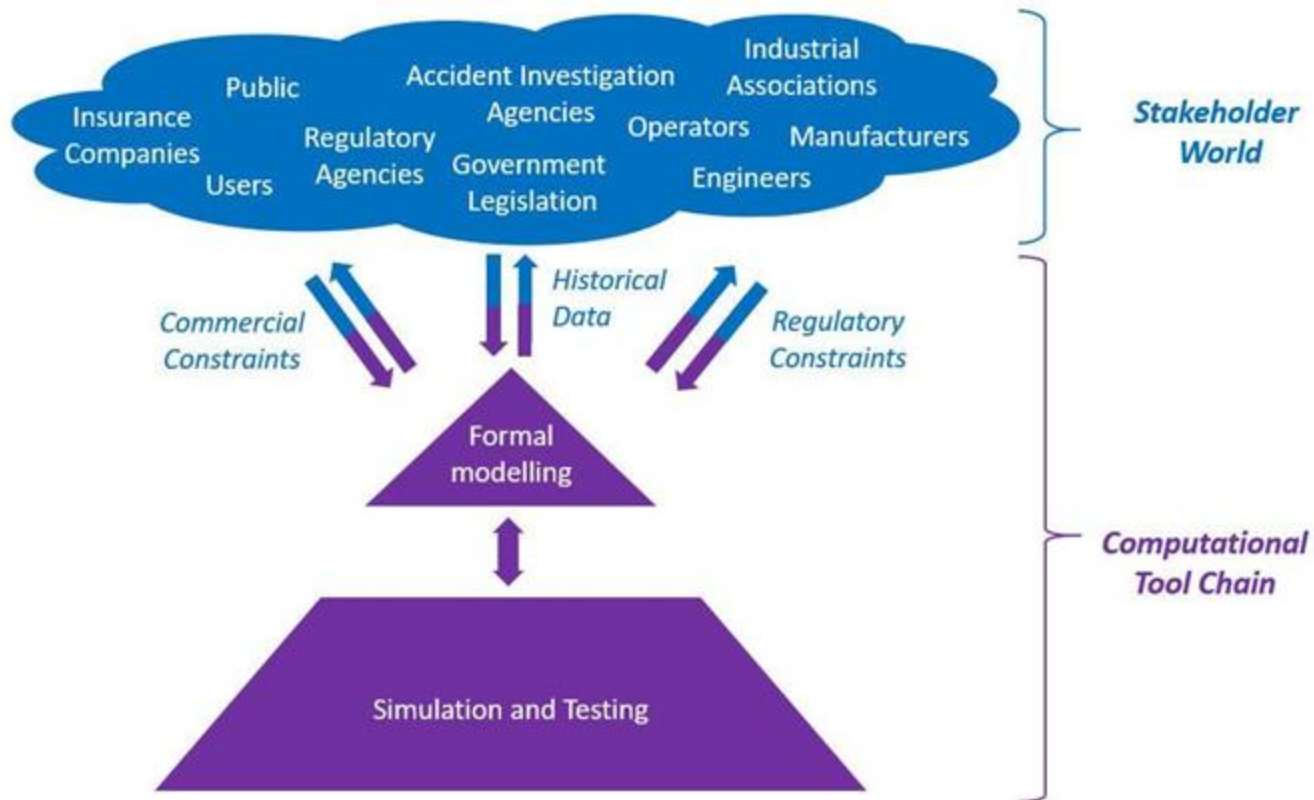 Public
Insurance
Companies
Users
Regulatory
Agencies
Accident Investigation
Agencies
Government
Legislation
Operators
Industrial
Associations
Manufacturers
Engineers
Stakeholder
World
Commercial
Constraints
Historical
Data
Regulatory
Constraints
Formal
modelling
Computational
Tool Chain
Simulation and Testing